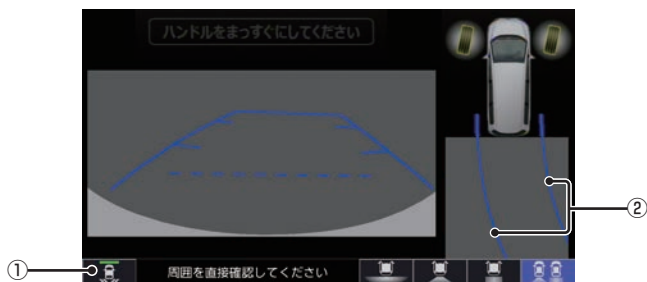 ハンドルをまっすぐにしてください
①
周囲を直接確認してください
②